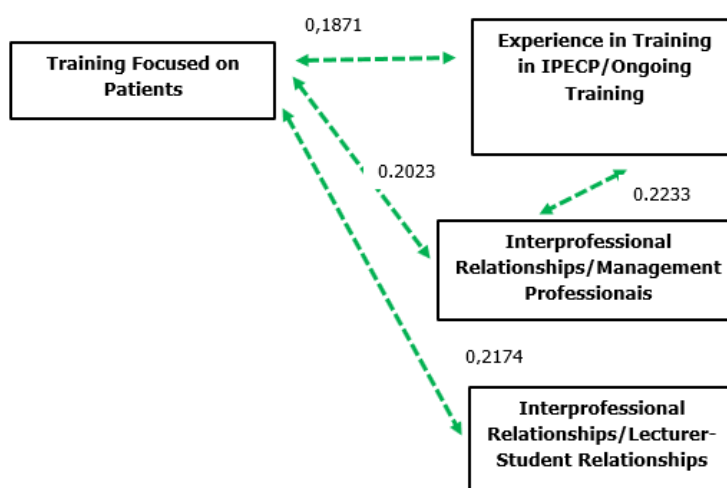 0,1871
Training Focused on
Patients
Experience in Training
in IPECP/Ongoing
Training
0.2023
0.2233
Interprofessional
Relationships/Management
Professionais
0,2174
Interprofessional
Relationships/Lecturer-
Student Relationships